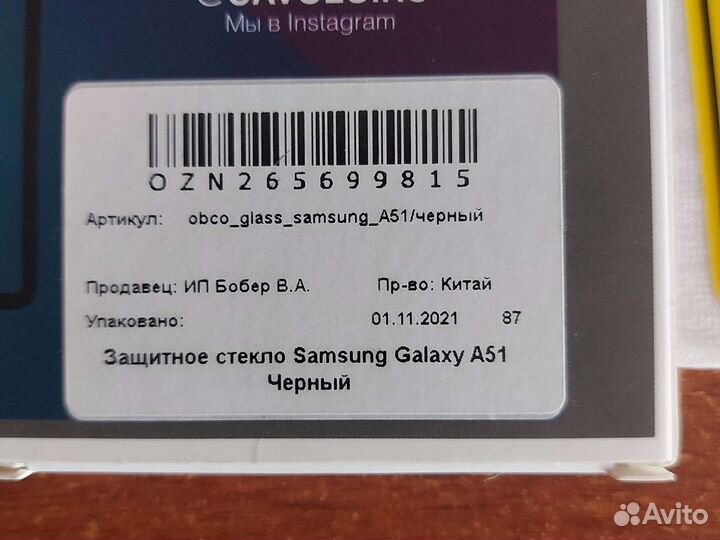 Мы в Instagram
OZN265699815
Артикул: obco_glass_samsung_A51/черный
Продавец: ИП Бобер В.А. Пр-во: Китай
Упаковано: 01.11.2021 87
Защитное стекло Samsung Galaxy A51
Черный
Avito